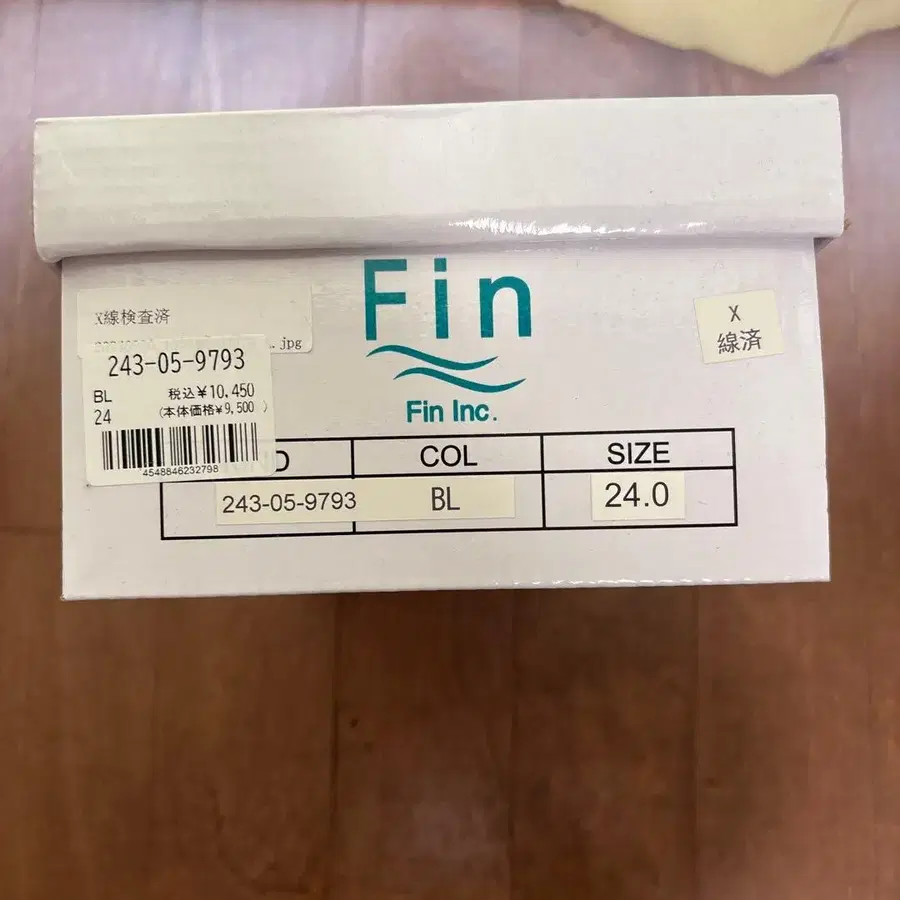 Fin
Fin Inc.
X線検査済
.jpg
243-05-9793
BL
税込¥10,450
24
(本体価格¥9,500 )
4548846232798
X
線済
COL
SIZE
243-05-9793
BL
24.0